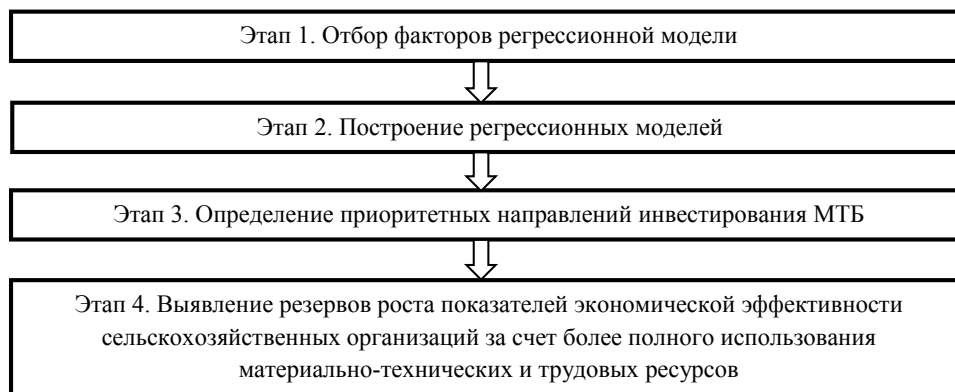 Этап 1. Отбор факторов регрессионной модели
Этап 2. Построение регрессионных моделей
Этап 3. Определение приоритетных направлений инвестирования МТБ
Этап 4. Выявление резервов роста показателей экономической эффективности
сельскохозяйственных организаций за счет более полного использования
материально-технических и трудовых ресурсов